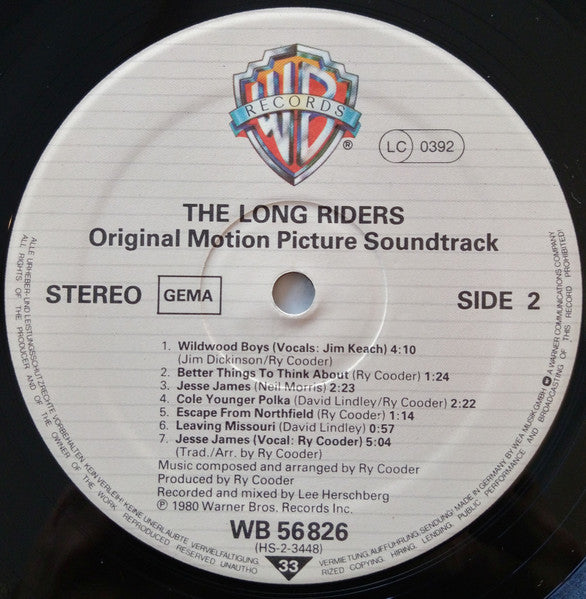 WB
RECORDS
®
LC 0392
THE LONG RIDERS
Original Motion Picture Soundtrack
STEREO GEMA SIDE 2
1. Wildwood Boys (Vocals: Jim Keach) 4:10
(Jim Dickinson/Ry Cooder)
2. Better Things To Think About (Ry Cooder) 1:24
3. Jesse James (Neil Morris) 2:23
4. Cole Younger Polka (David Lindley/Ry Cooder) 2:22
5. Escape From Northfield (Ry Cooder) 1:14
6. Leaving Missouri (David Lindley) 0:57
7. Jesse James (Vocal: Ry Cooder) 5:04
(Trad./Arr. by Ry Cooder)
Music composed and arranged by Ry Cooder
Produced by Ry Cooder
Recorded and mixed by Lee Herschberg
Ⓟ 1980 Warner Bros. Records Inc.
WB 56 826
(HS-2-3448)
33
ALLE URHEBER- UND LEISTUNGSSCHUTZRECHTE VORBEHALTEN. KEIN VERLEIH! KEINE UNERLAUBTE VERVIELFÄLTIGUNG,
VERMIETUNG, AUFFÜHRUNG, SENDUNG! MADE IN GERMANY BY WEA MUSIK GMBH, A WARNER COMMUNICATIONS COMPANY
ALL RIGHTS OF THE PRODUCER AND OF THE OWNER OF THE WORK REPRODUCED RESERVED UNAUTHO
RIZED COPYING, HIRING, LENDING, PUBLIC PERFORMANCE AND BROADCASTING OF THIS RECORD PROHIBITED!